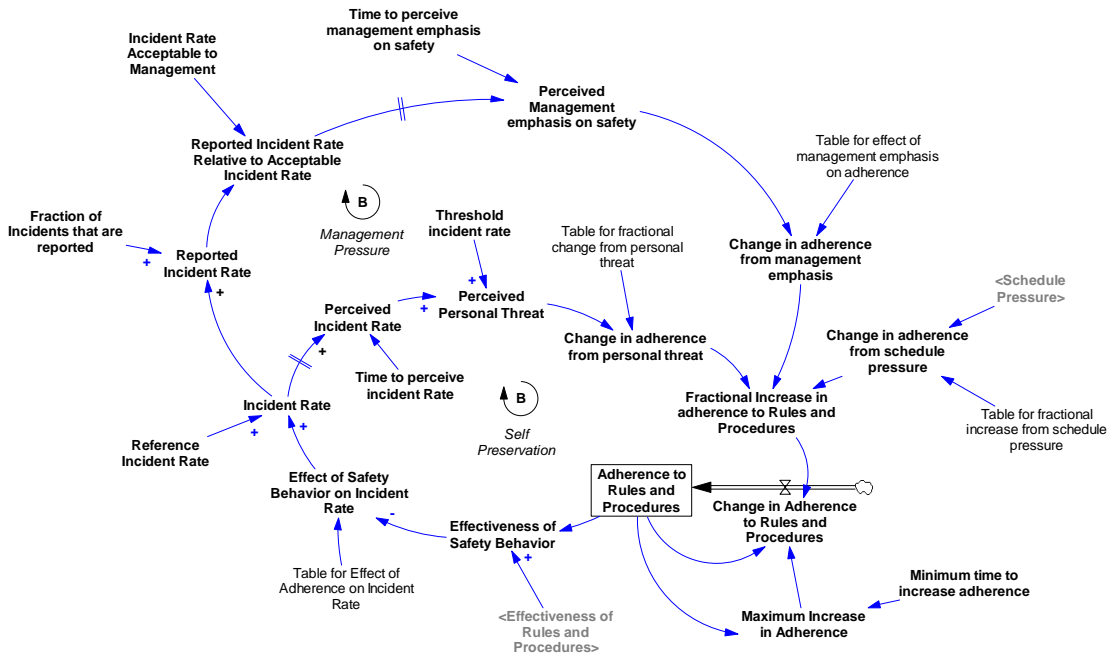 Time to perceive
management emphasis
on safety
Incident Rate
Acceptable to
Management
Perceived
Management
emphasis on safety
Reported Incident Rate
Relative to Acceptable
Incident Rate
Table for effect of
management emphasis
on adherence
B
Management
Pressure
Fraction of
Incidents that are
reported
+
Reported
Incident Rate
+
Threshold
incident rate
+
Table for fractional
change from personal
threat
Change in adherence
from management
emphasis
<Schedule
Pressure>
Perceived
Incident Rate
+
+
Perceived
Personal Threat
Change in adherence
from personal threat
Change in adherence
from schedule
pressure
Time to perceive
incident Rate
B
Self
Preservation
Incident Rate
+
+
Fractional Increase in
adherence to Rules and
Procedures
Table for fractional
increase from schedule
pressure
Reference
Incident Rate
Effect of Safety
Behavior on Incident
Rate
-
Adherence to
Rules and
Procedures
Change in Adherence
to Rules and
Procedures
Effectiveness of
Safety Behavior
+
Table for Effect of
Adherence on Incident
Rate
Minimum time to
increase adherence
<Effectiveness of
Rules and
Procedures>
Maximum Increase
in Adherence